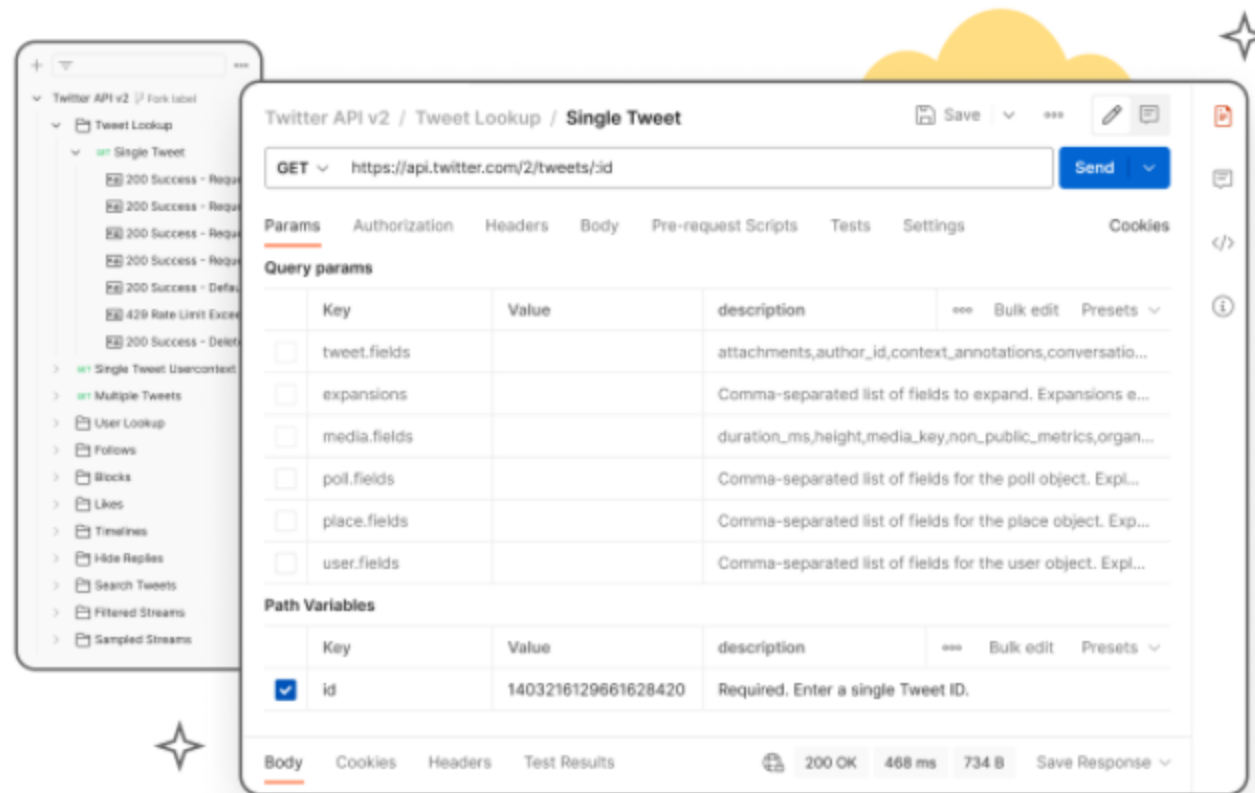 Twitter API v2 Fork label
Tweet Lookup
GET Single Tweet
200 Success - Reque
200 Success - Reque
200 Success - Reque
200 Success - Reque
200 Success - Defau
429 Rate Limit Excee
200 Success - Delet
GET Single Tweet Usercontext
GET Multiple Tweets
User Lookup
Follows
Blocks
Likes
Timelines
Hide Replies
Search Tweets
Filtered Streams
Sampled Streams
Twitter API v2 / Tweet Lookup / Single Tweet
Save
GET https://api.twitter.com/2/tweets/:id
Send
Params Authorization Headers Body Pre-request Scripts Tests Settings Cookies
Query params
Key Value description Bulk edit Presets
tweet.fields attachments,author_id,context_annotations,conversatio...
expansions Comma-separated list of fields to expand. Expansions e...
media.fields duration_ms,height,media_key,non_public_metrics,organ...
poll.fields Comma-separated list of fields for the poll object. Expl...
place.fields Comma-separated list of fields for the place object. Exp...
user.fields Comma-separated list of fields for the user object. Expl...
Path Variables
Key Value description Bulk edit Presets
id 1403216129661628420 Required. Enter a single Tweet ID.
Body Cookies Headers Test Results 200 OK 468 ms 734 B Save Response